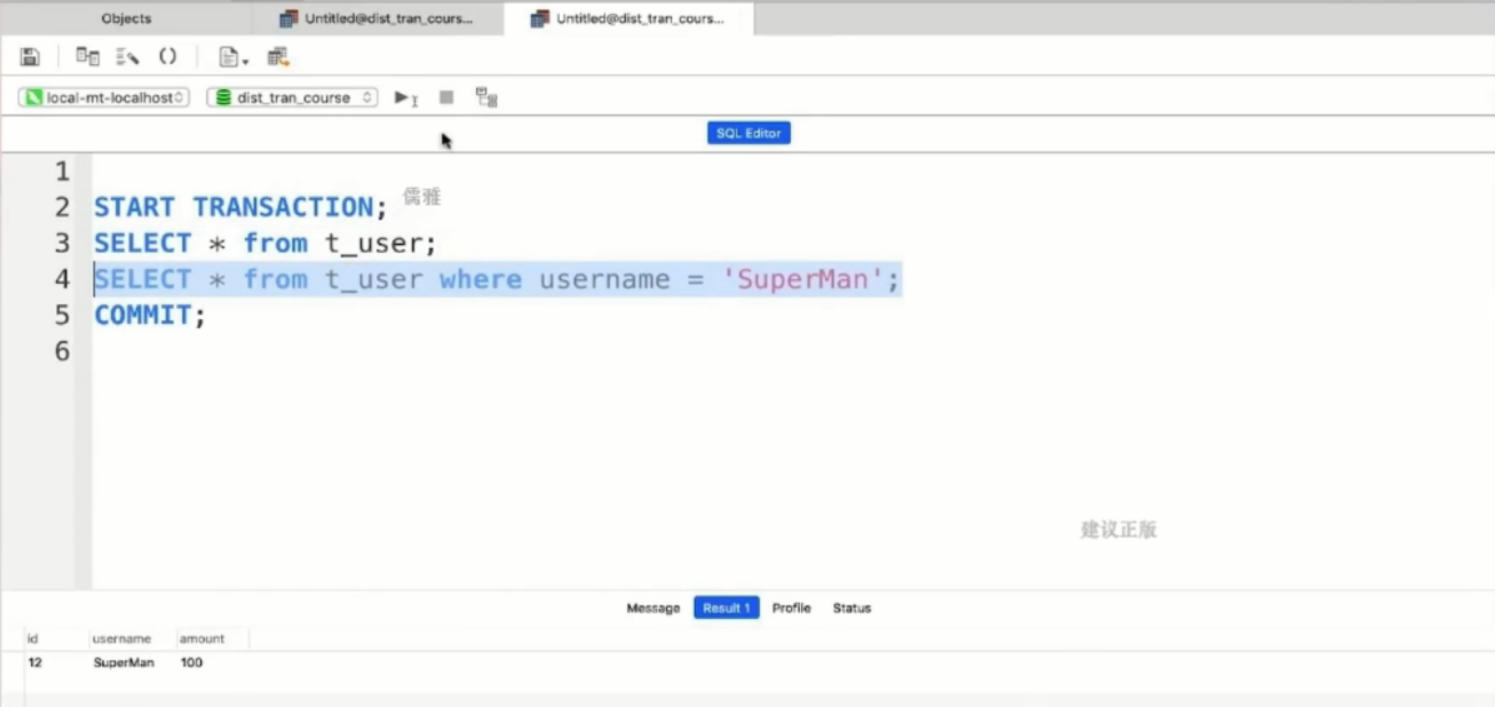 Objects Untitled@dist_tran_cours... Untitled@dist_tran_cours...
local-mt-localhost dist_tran_course
SQL Editor
1
2 START TRANSACTION; 儒雅
3 SELECT * from t_user;
4 SELECT * from t_user where username = 'SuperMan';
5 COMMIT;
6
建议正版
Message Result 1 Profile Status
id username amount
12 SuperMan 100